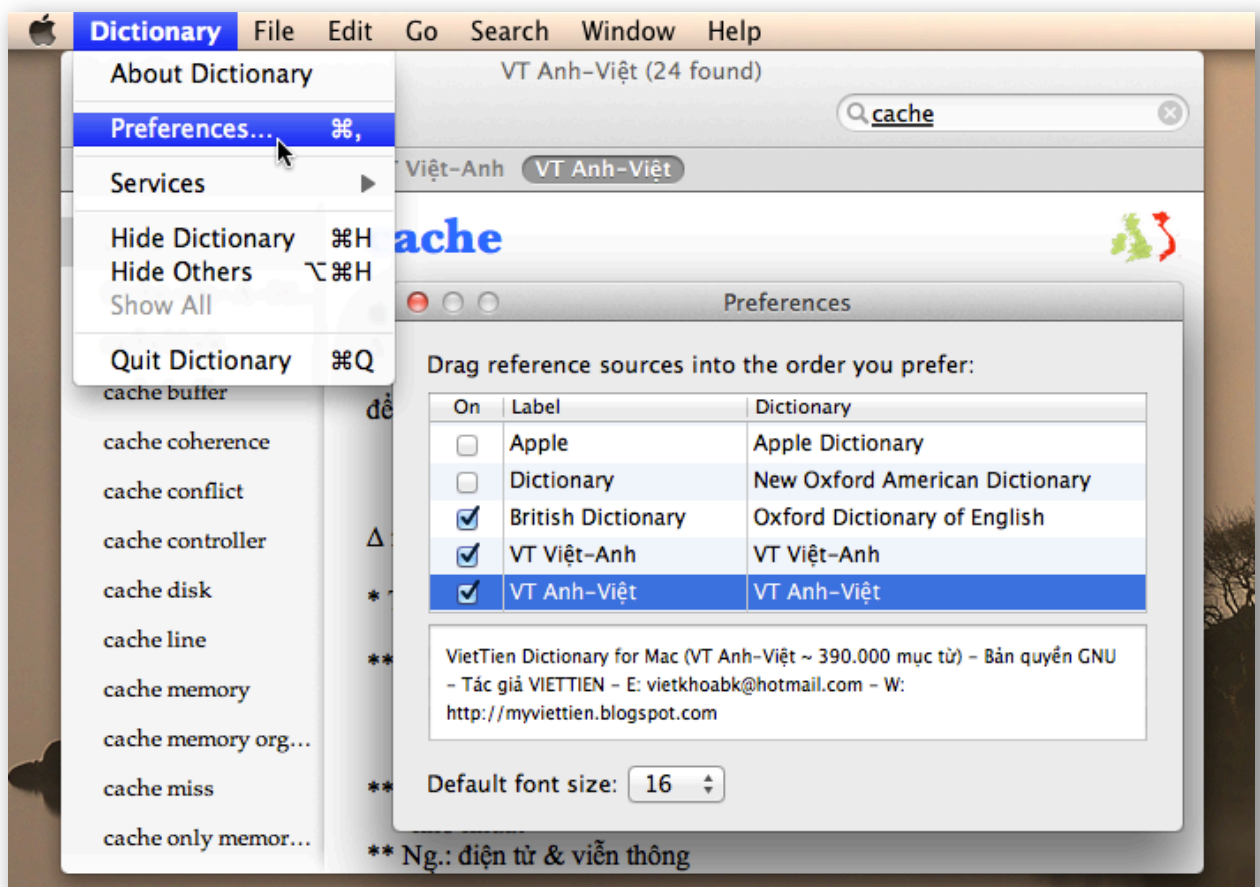 Dictionary File Edit Go Search Window Help
About Dictionary
Preferences... ⌘,
Services
Hide Dictionary ⌘H
Hide Others ⌥⌘H
Show All
Quit Dictionary ⌘Q
VT Anh-Việt (24 found)
cache
Việt-Anh VT Anh-Việt
cache
Preferences
Drag reference sources into the order you prefer:
On Label Dictionary
Apple Apple Dictionary
Dictionary New Oxford American Dictionary
British Dictionary Oxford Dictionary of English
VT Việt-Anh VT Việt-Anh
VT Anh-Việt VT Anh-Việt
VietTien Dictionary for Mac (VT Anh-Việt ~ 390.000 mục từ) - Bản quyền GNU
- Tác giả VIETTIEN - E: vietkhoabk@hotmail.com - W:
http://myviettien.blogspot.com
Default font size: 16
cache buffer
cache coherence
cache conflict
cache controller
cache disk
cache line
cache memory
cache memory org...
cache miss
cache only memor...
để
Δ
*
**
**
** Ng.: điện tử & viễn thông